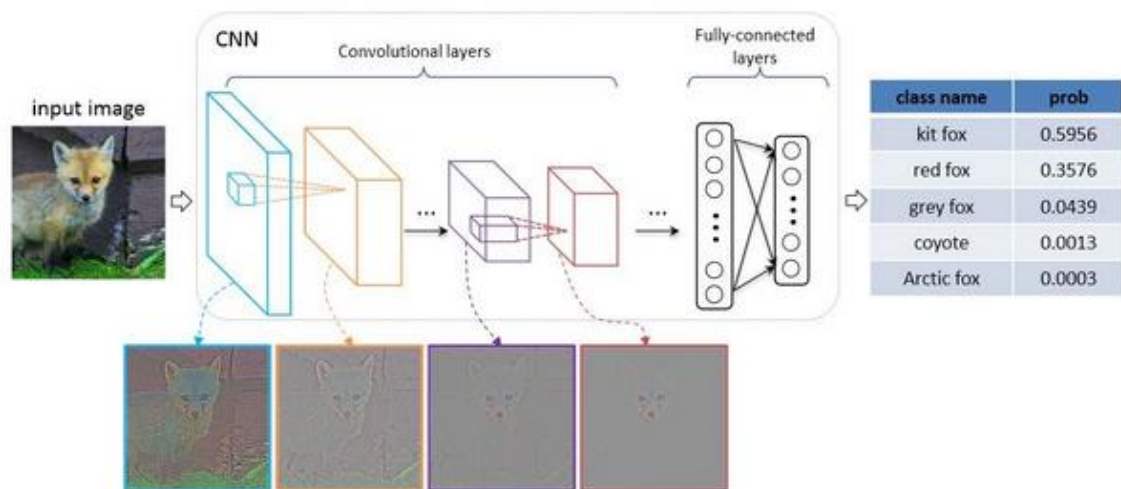 CNN
Convolutional layers
Fully-connected
layers
input image
...
...
class name prob
kit fox 0.5956
red fox 0.3576
grey fox 0.0439
coyote 0.0013
Arctic fox 0.0003